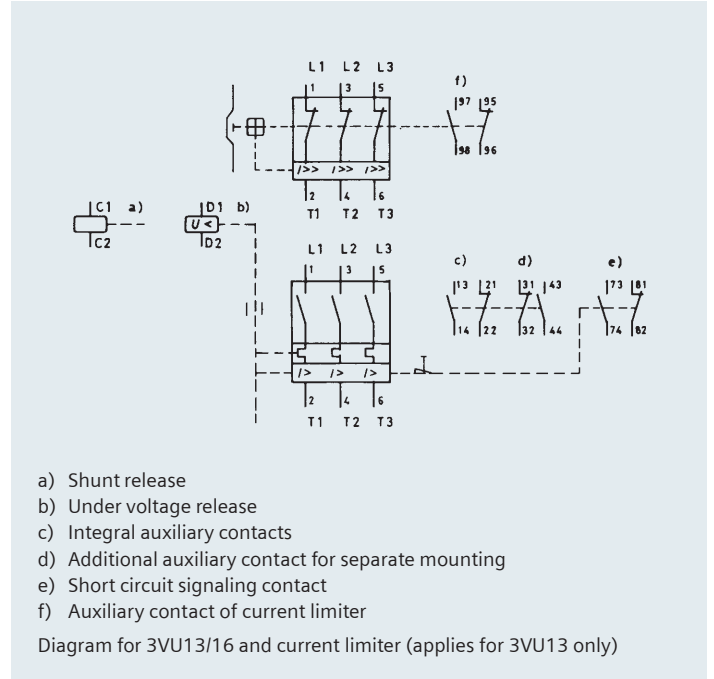 L1 L2 L3
f)
1 3 5
97 95
I>> I>> I>>
98 96
2 4 6
T1 T2 T3
C1 a)
D1 b)
U<
C2
D2
L1 L2 L3
c) d) e)
1 3 5
13 21 31 43 73 81
14 22 32 44 74 82
I> I> I>
2 4 6
T1 T2 T3
a) Shunt release
b) Under voltage release
c) Integral auxiliary contacts
d) Additional auxiliary contact for separate mounting
e) Short circuit signaling contact
f) Auxiliary contact of current limiter
Diagram for 3VU13/16 and current limiter (applies for 3VU13 only)